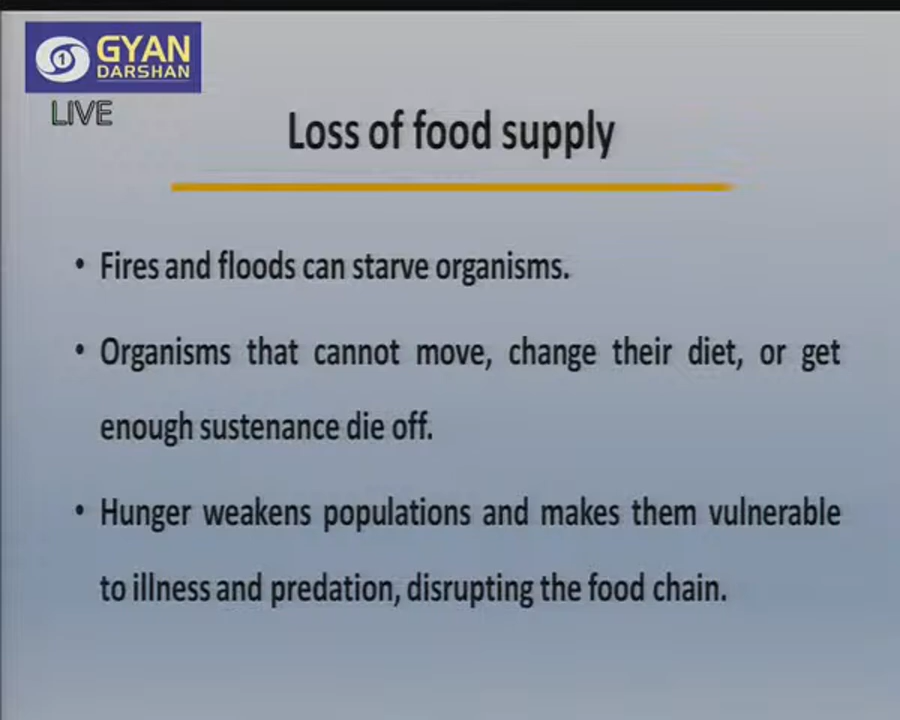 1
GYAN
DARSHAN
LIVE
Loss of food supply
• Fires and floods can starve organisms.
• Organisms that cannot move, change their diet, or get
enough sustenance die off.
• Hunger weakens populations and makes them vulnerable
to illness and predation, disrupting the food chain.